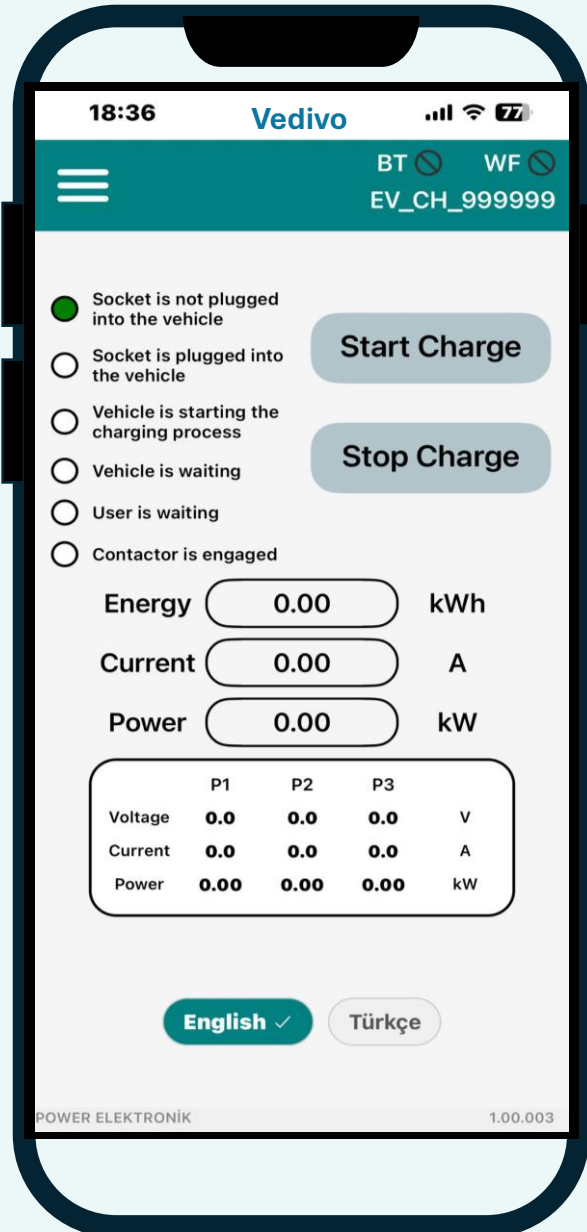 18:36 Vedivo 77
BT WF
EV_CH_999999
Socket is not plugged
into the vehicle
Socket is plugged into
the vehicle
Vehicle is starting the
charging process
Vehicle is waiting
User is waiting
Contactor is engaged
Start Charge
Stop Charge
Energy 0.00 kWh
Current 0.00 A
Power 0.00 kW
P1 P2 P3
Voltage 0.0 0.0 0.0 V
Current 0.0 0.0 0.0 A
Power 0.00 0.00 0.00 kW
English ✓ Türkçe
POWER ELEKTRONİK 1.00.003